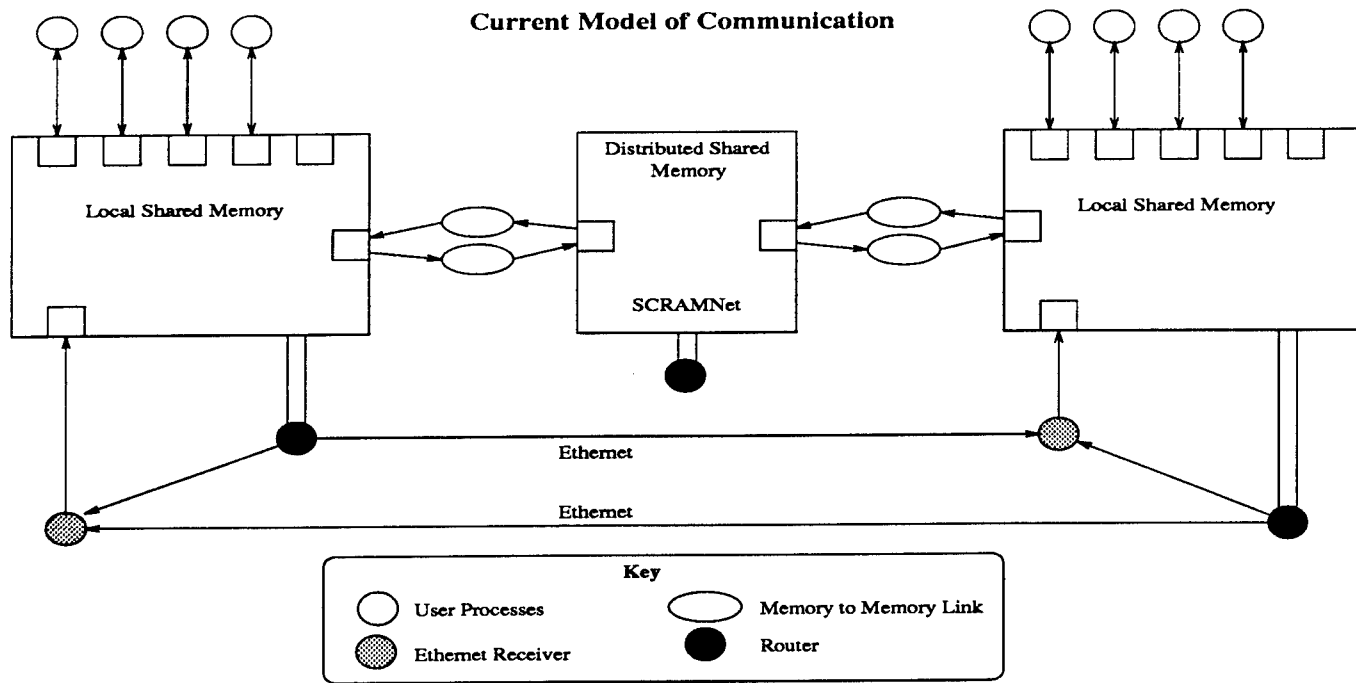 Current Model of Communication
Distributed Shared
Memory
Local Shared Memory
Local Shared Memory
SCRAMNet
Ethernet
Ethernet
Key
User Processes
Memory to Memory Link
Ethernet Receiver
Router